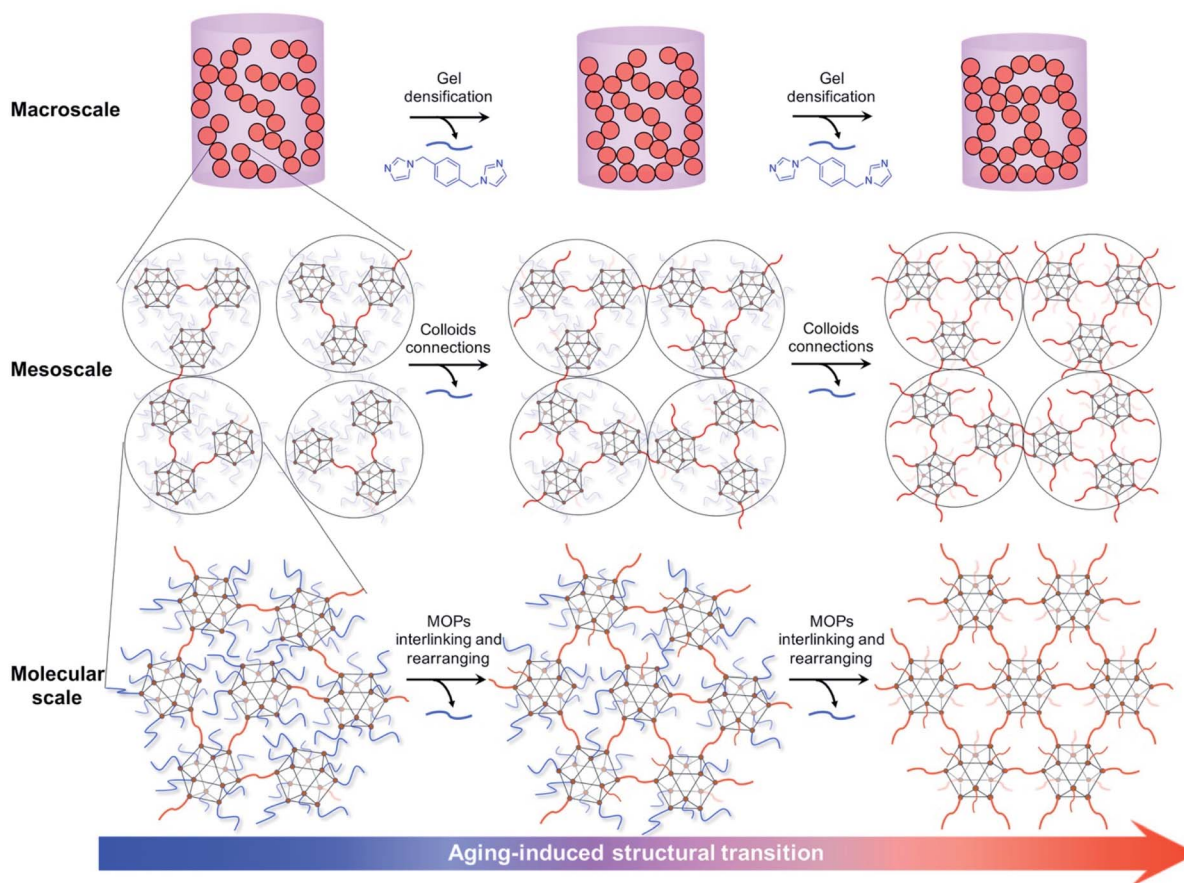 Macroscale
Gel
densification
N
N
N
N
Gel
densification
N
N
N
N
Mesoscale
Colloids
connections
Colloids
connections
Molecular
scale
MOPs
interlinking and
rearranging
MOPs
interlinking and
rearranging
Aging-induced structural transition